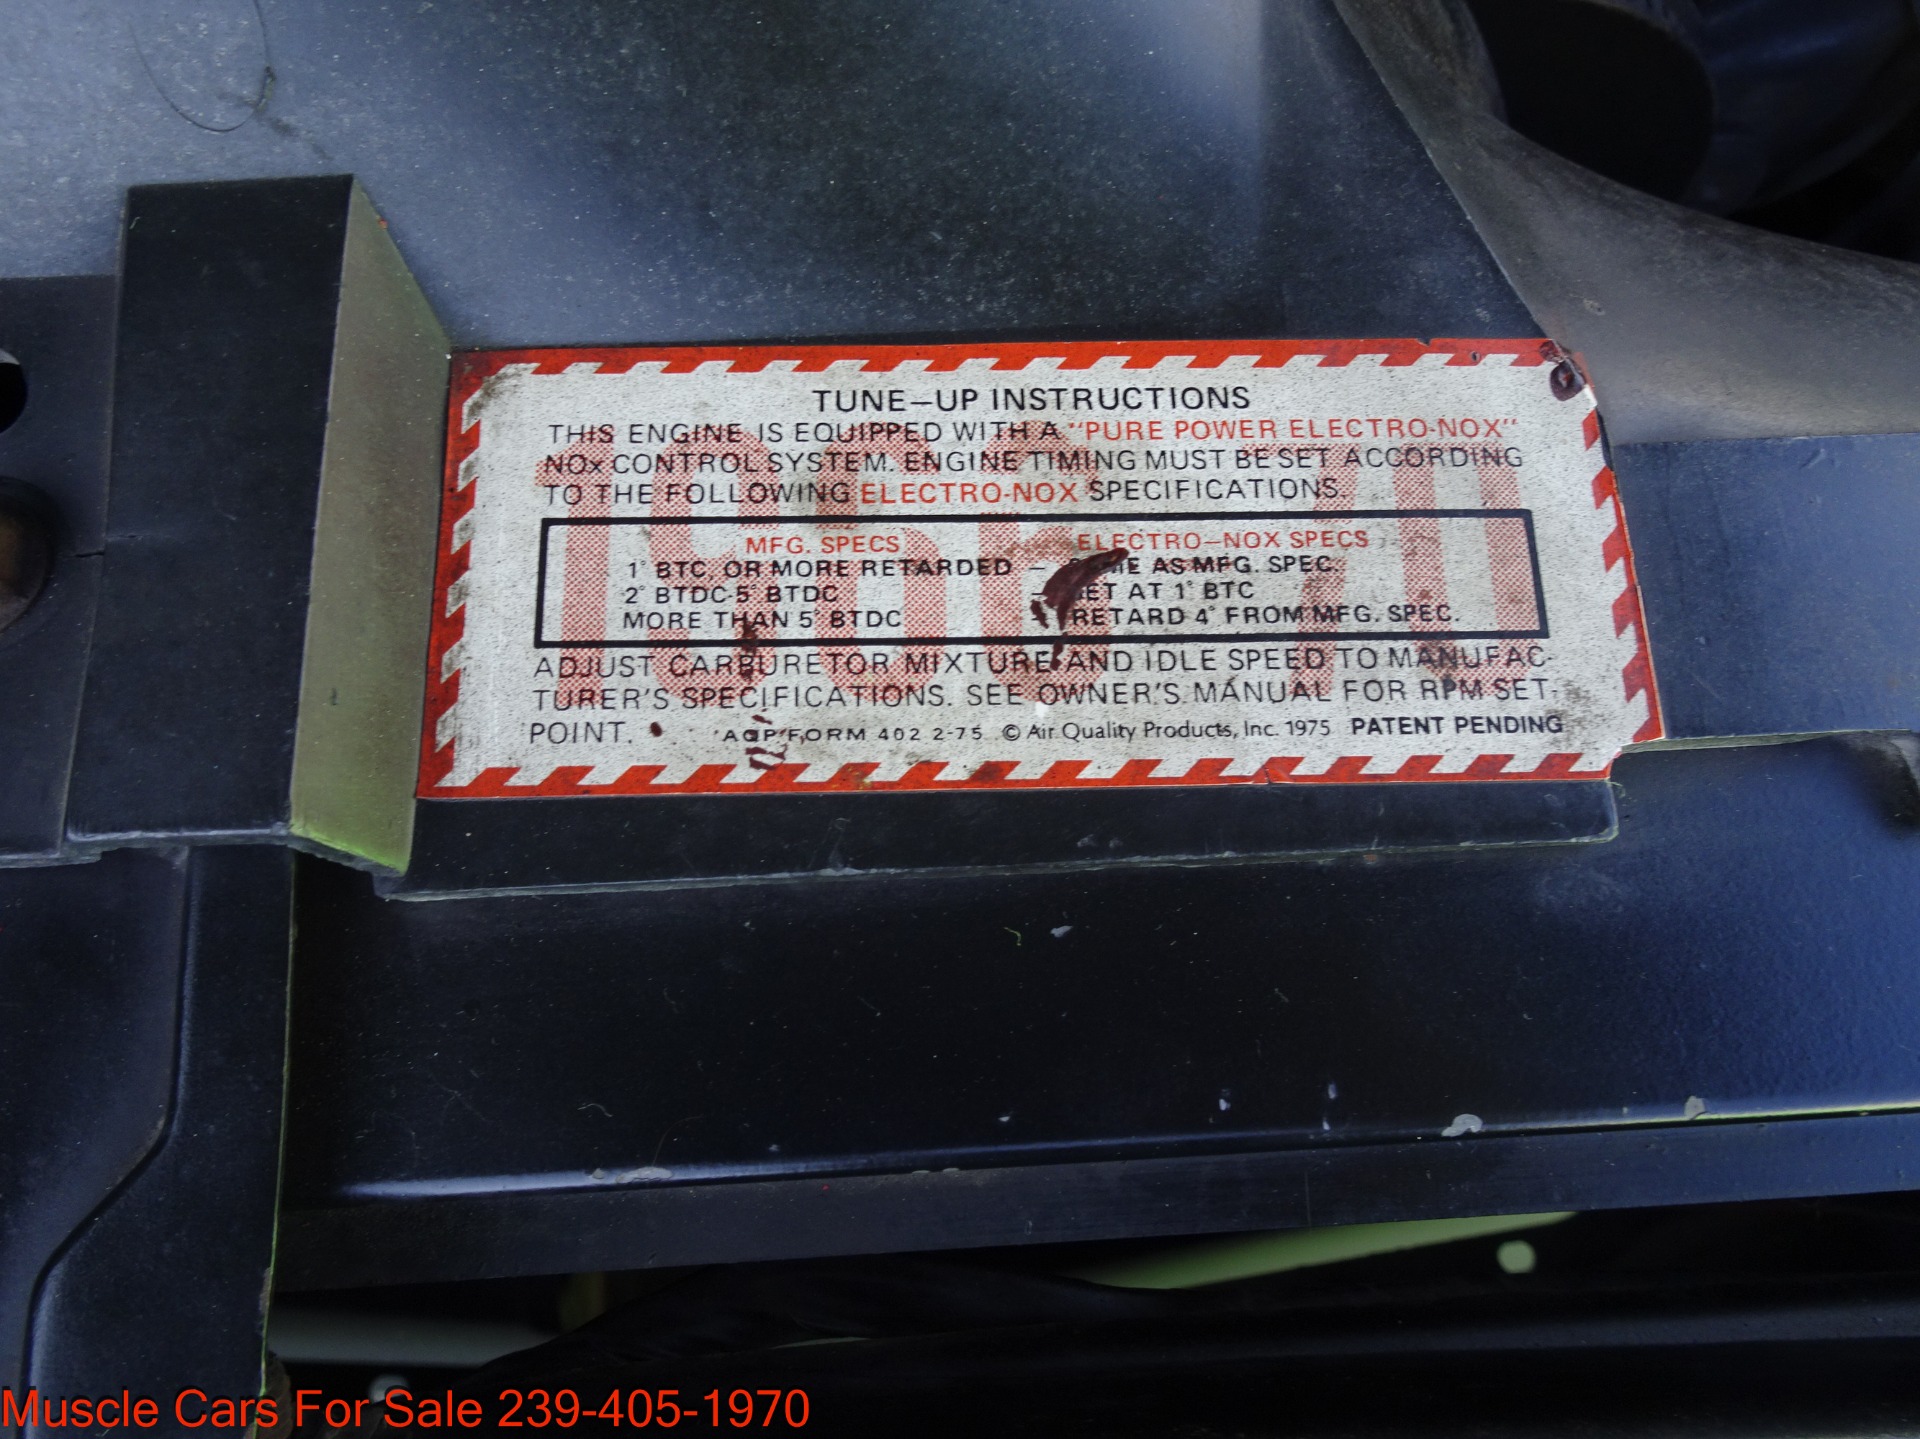 TUNE-UP INSTRUCTIONS
THIS ENGINE IS EQUIPPED WITH A "PURE POWER ELECTRO-NOX"
NOx CONTROL SYSTEM. ENGINE TIMING MUST BE SET ACCORDING
TO THE FOLLOWING ELECTRO-NOX SPECIFICATIONS.
MFG. SPECS ELECTRO-NOX SPECS
1° BTC, OR MORE RETARDED - SAME AS MFG. SPEC.
2° BTDC-5° BTDC - SET AT 1° BTC
MORE THAN 5° BTDC - RETARD 4° FROM MFG. SPEC.
ADJUST CARBURETOR MIXTURE AND IDLE SPEED TO MANUFAC-
TURER'S SPECIFICATIONS. SEE OWNER'S MANUAL FOR RPM SET-
POINT. AQP FORM 402 2-75 © Air Quality Products, Inc. 1975 PATENT PENDING
Muscle Cars For Sale 239-405-1970